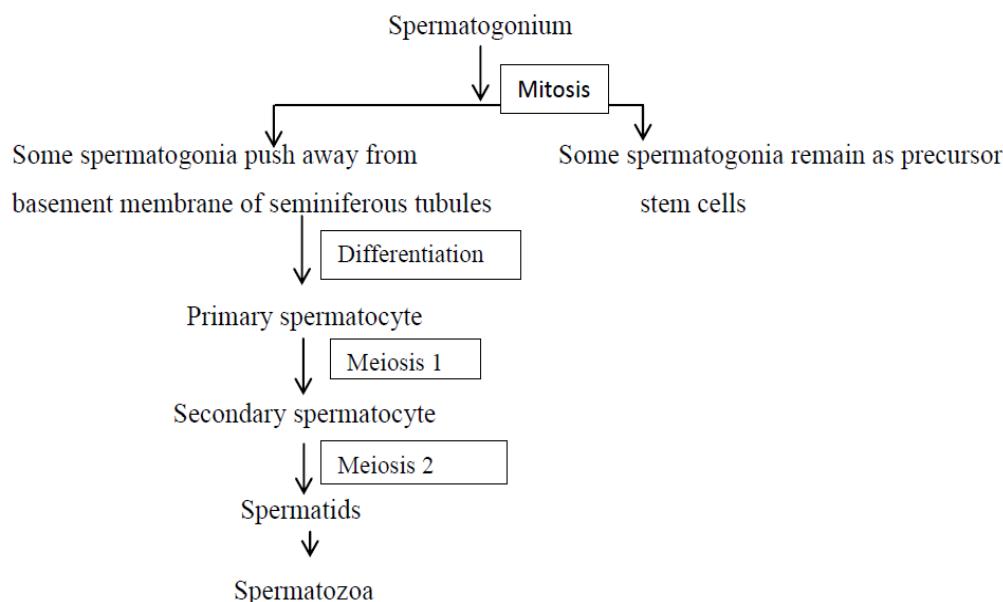 Spermatogonium
Mitosis
Some spermatogonia push away from
basement membrane of seminiferous tubules
Some spermatogonia remain as precursor
stem cells
Differentiation
Primary spermatocyte
Meiosis 1
Secondary spermatocyte
Meiosis 2
Spermatids
Spermatozoa